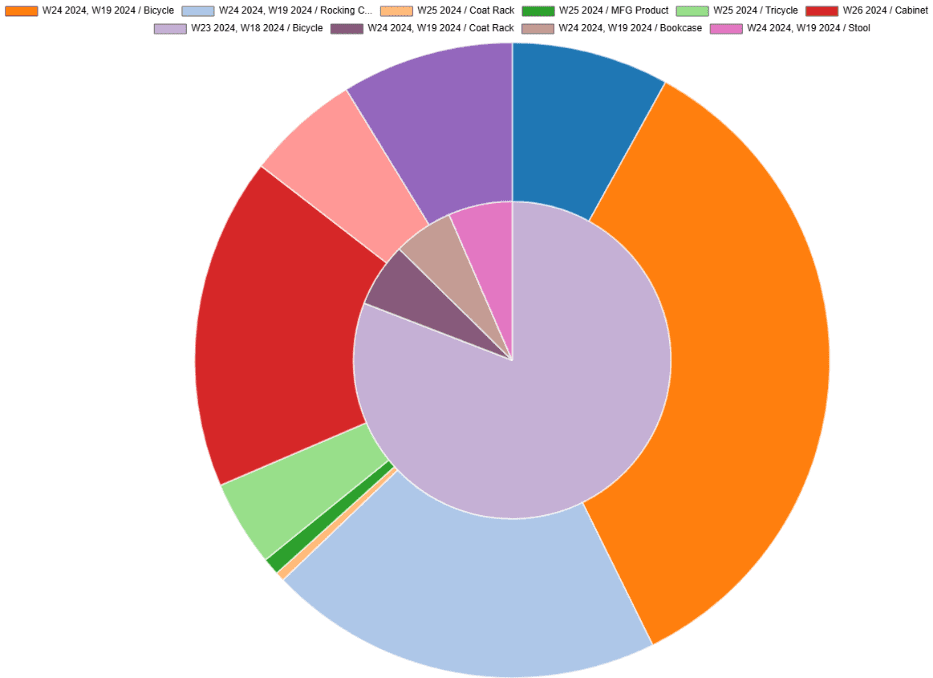 W24 2024, W19 2024 / Bicycle W24 2024, W19 2024 / Rocking C... W25 2024 / Coat Rack W25 2024 / MFG Product W25 2024 / Tricycle W26 2024 / Cabinet
W23 2024, W18 2024 / Bicycle W24 2024, W19 2024 / Coat Rack W24 2024, W19 2024 / Bookcase W24 2024, W19 2024 / Stool